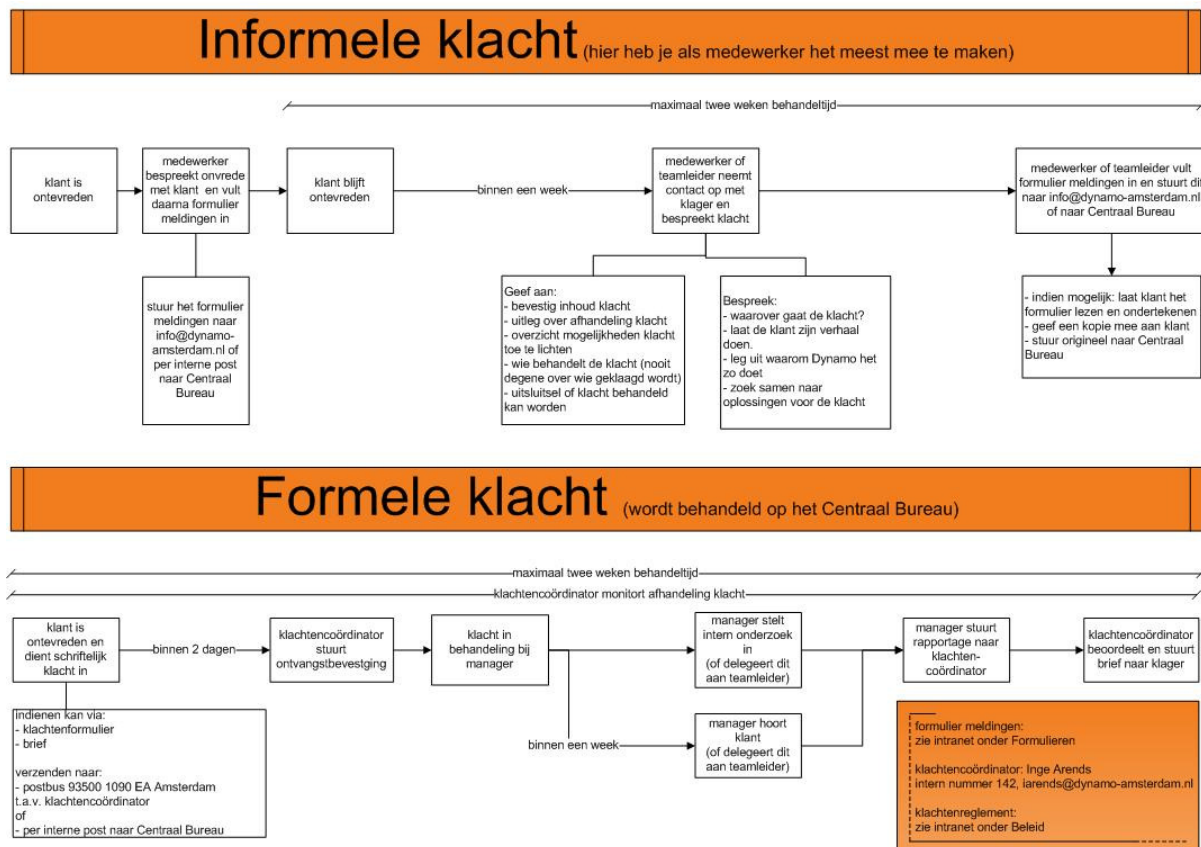 Informele klacht (hier heb je als medewerker het meest mee te maken)
maximaal twee weken behandeltijd
klant is
ontevreden
medewerker
bespreekt onvrede
met klant en vult
daarna formulier
meldingen in
klant blijft
ontevreden
binnen een week
medewerker of
teamleider neemt
contact op met
klager en
bespreekt klacht
medewerker of teamleider vult
formulier meldingen in en stuurt dit
naar info@dynamo-amsterdam.nl
of naar Centraal Bureau
stuur het formulier
meldingen naar
info@dynamo-
amsterdam.nl of
per interne post
naar Centraal
Bureau
Geef aan:
- bevestig inhoud klacht
- uitleg over afhandeling klacht
- overzicht mogelijkheden klacht
toe te lichten
- wie behandelt de klacht (nooit
degene over wie geklaagd wordt)
- uitsluitsel of klacht behandeld
kan worden
Bespreek:
- waarover gaat de klacht?
- laat de klant zijn verhaal
doen.
- leg uit waarom Dynamo het
zo doet
- zoek samen naar
oplossingen voor de klacht
- indien mogelijk: laat klant het
formulier lezen en ondertekenen
- geef een kopie mee aan klant
- stuur origineel naar Centraal
Bureau
Formele klacht (wordt behandeld op het Centraal Bureau)
maximaal twee weken behandeltijd
klachtencoördinator monitort afhandeling klacht
klant is
ontevreden en
dient schriftelijk
klacht in
binnen 2 dagen
klachtencoördinator
stuurt
ontvangstbevestging
klacht in
behandeling bij
manager
manager stelt
intern onderzoek
in
(of delegeert dit
aan teamleider)
manager stuurt
rapportage naar
klachten-
coördinator
klachtencoördinator
beoordeelt en stuurt
brief naar klager
binnen een week
manager hoort
klant
(of delegeert dit
aan teamleider)
indienen kan via:
- klachtenformulier
- brief
verzenden naar:
- postbus 93500 1090 EA Amsterdam
t.a.v. klachtencoördinator
of
- per interne post naar Centraal Bureau
formulier meldingen:
zie intranet onder Formulieren
klachtencoördinator: Inge Arends
intern nummer 142, iarends@dynamo-amsterdam.nl
klachtenreglement:
zie intranet onder Beleid